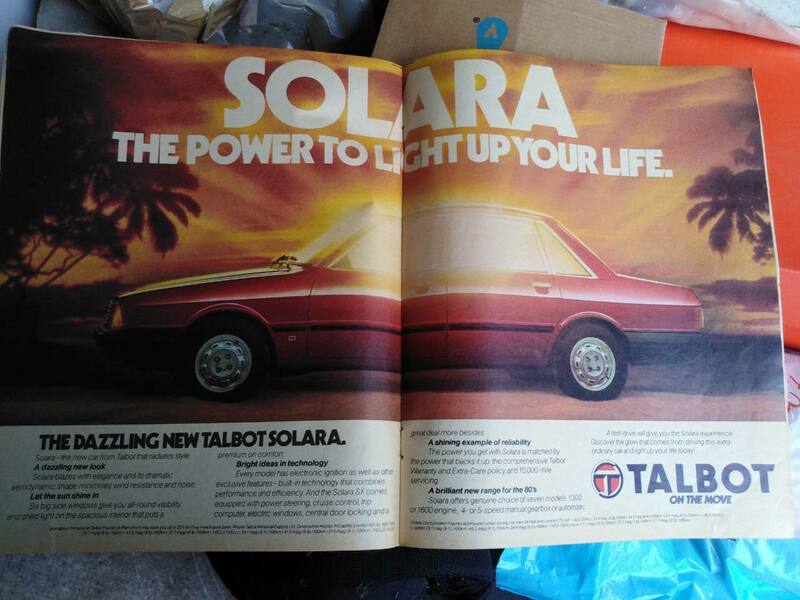 SOLARA
THE POWER TO LIGHT UP YOUR LIFE.
THE DAZZLING NEW TALBOT SOLARA.
Solara – the new car from Talbot that radiates style.
A dazzling new look
Solara blazes with elegance and its dramatic
aerodynamic shape minimises wind resistance and noise.
Let the sun shine in
Six big side windows give you all-round visibility
and shed light on the spacious interior that puts a
premium on comfort.
Bright ideas in technology
Every model has electronic ignition as well as other
exclusive features – built-in technology that combines
performance and efficiency. And the Solara SX comes
equipped with power steering, cruise control, trip
computer, electric windows, central door locking and a
great deal more besides.
A shining example of reliability
The power you get with Solara is matched by
the power that backs it up: the comprehensive Talbot
Warranty and Extra-Care policy and 10,000-mile
servicing.
A brilliant new range for the 80's
Solara offers genuine choice of seven models: 1300
or 1600 engine, 4- or 5-speed manual gearbox or automatic.
A test-drive will give you the Solara experience.
Discover the glow that comes from driving this extra-
ordinary car and light up your life today!
TALBOT
ON THE MOVE